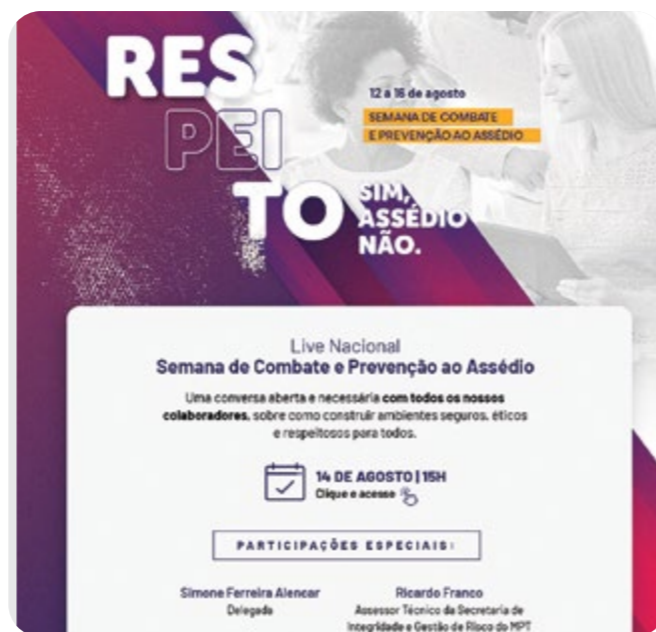 RES
PEI
TO
SIM,
ASSÉDIO
NÃO.
12 a 16 de agosto
SEMANA DE COMBATE
E PREVENÇÃO AO ASSÉDIO
Live Nacional
Semana de Combate e Prevenção ao Assédio
Uma conversa aberta e necessária com todos os nossos
colaboradores, sobre como construir ambientes seguros, éticos
e respeitosos para todos.
14 DE AGOSTO | 15H
Clique e acesse
PARTICIPAÇÕES ESPECIAIS:
Simone Ferreira Alencar
Delegada
Ricardo Franco
Assessor Técnico da Secretaria de
Integridade e Gestão de Risco do MPT